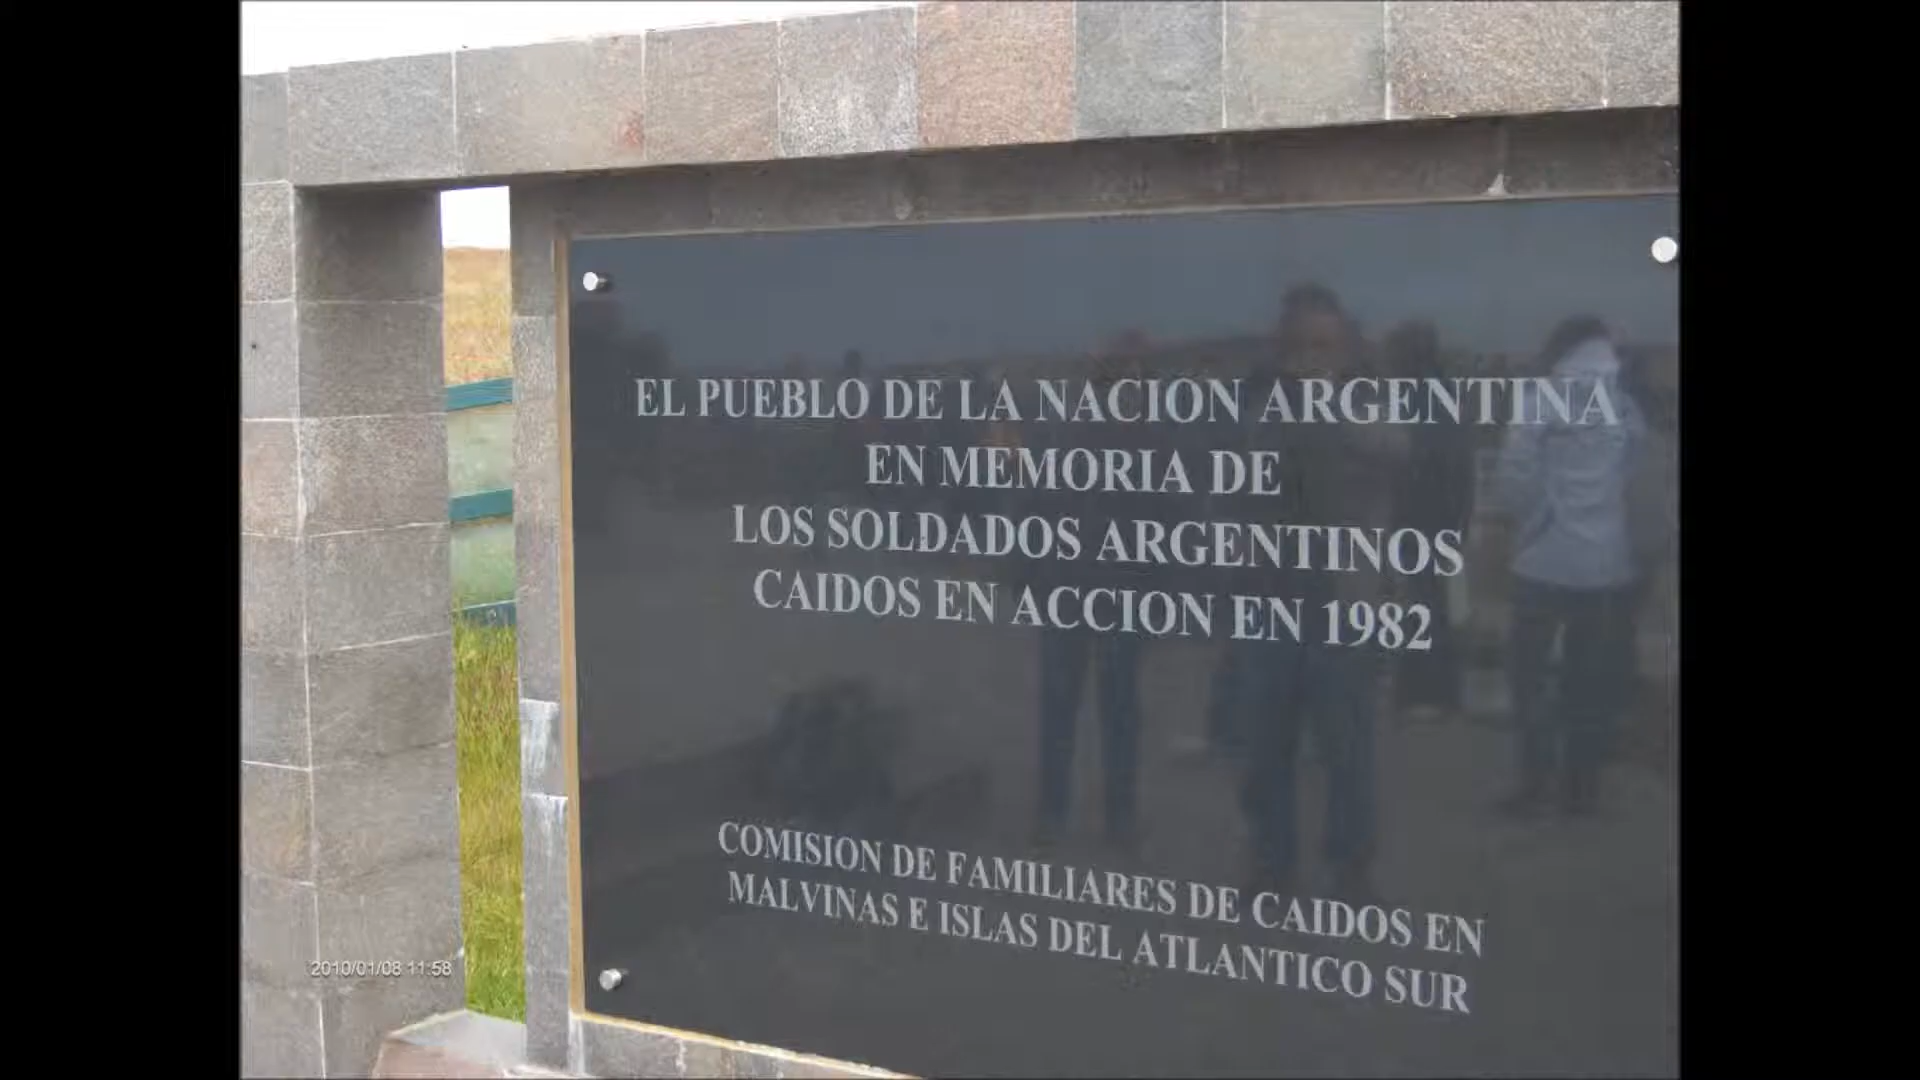 EL PUEBLO DE LA NACION ARGENTINA
EN MEMORIA DE
LOS SOLDADOS ARGENTINOS
CAIDOS EN ACCION EN 1982
COMISION DE FAMILIARES DE CAIDOS EN
MALVINAS E ISLAS DEL ATLANTICO SUR
2010/01/08 11:58